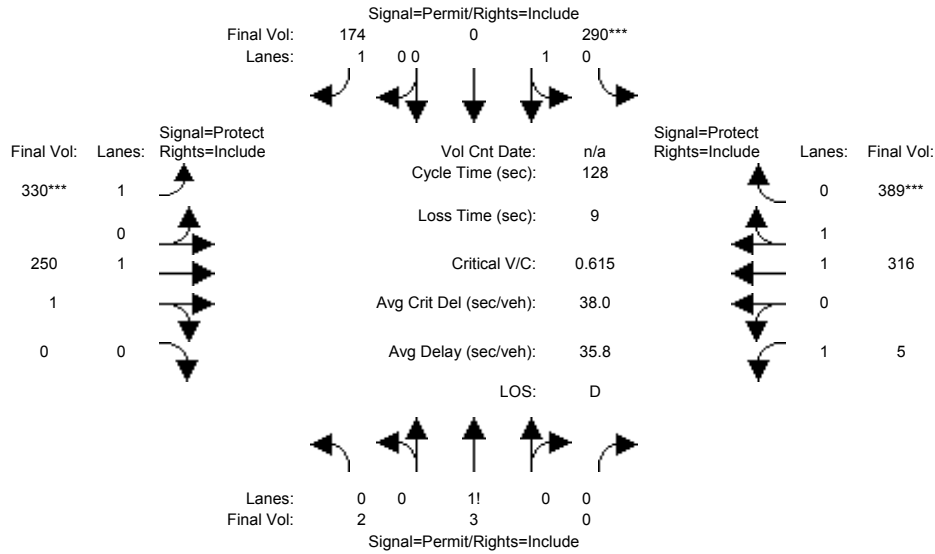 Signal=Permit/Rights=Include
Final Vol: 174 0 290***
Lanes: 1 0 0 1 0
Signal=Protect Signal=Protect
Final Vol: Lanes: Rights=Include Vol Cnt Date: n/a Rights=Include Lanes: Final Vol:
Cycle Time (sec): 128
330*** 1 0 389***
Loss Time (sec): 9
0 1
250 1 Critical V/C: 0.615 1 316
1 Avg Crit Del (sec/veh): 38.0 0
0 0 Avg Delay (sec/veh): 35.8 1 5
LOS: D
Lanes: 0 0 1! 0 0
Final Vol: 2 3 0
Signal=Permit/Rights=Include